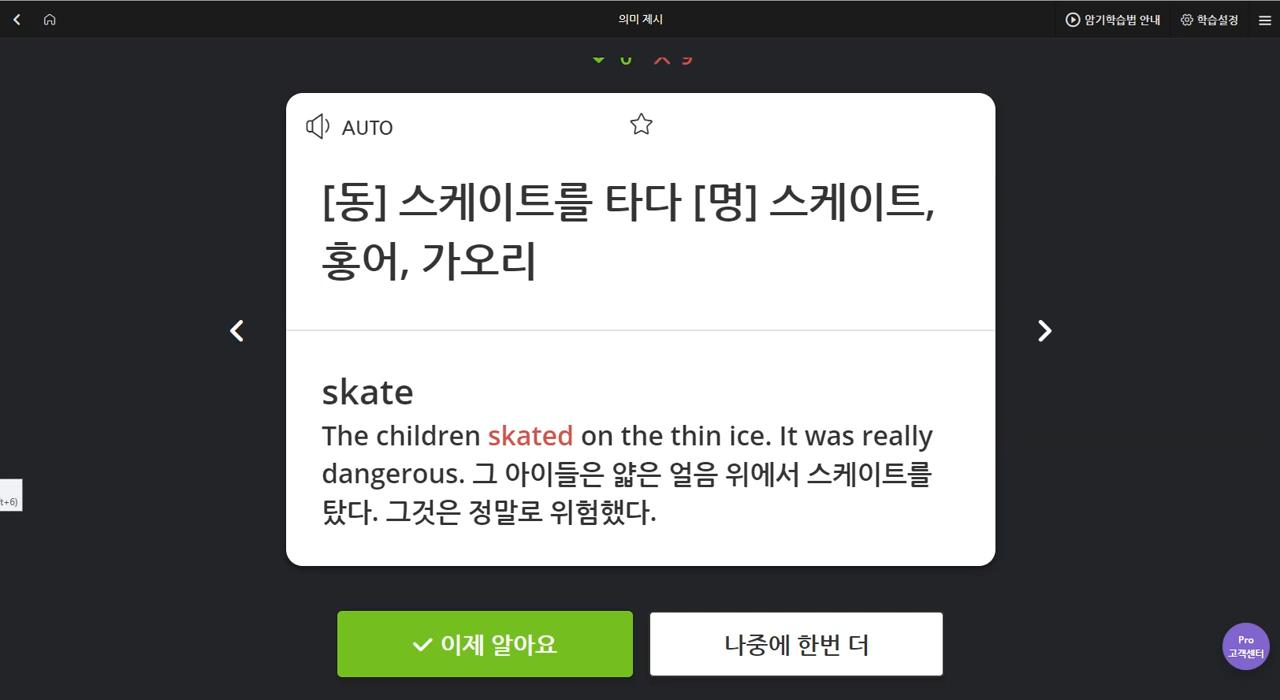 의미 제시
암기학습법 안내
학습설정
AUTO
[동] 스케이트를 타다 [명] 스케이트,
홍어, 가오리
skate
The children skated on the thin ice. It was really
dangerous. 그 아이들은 얇은 얼음 위에서 스케이트를
탔다. 그것은 정말로 위험했다.
t+6)
이제 알아요
나중에 한번 더
Pro
고객센터